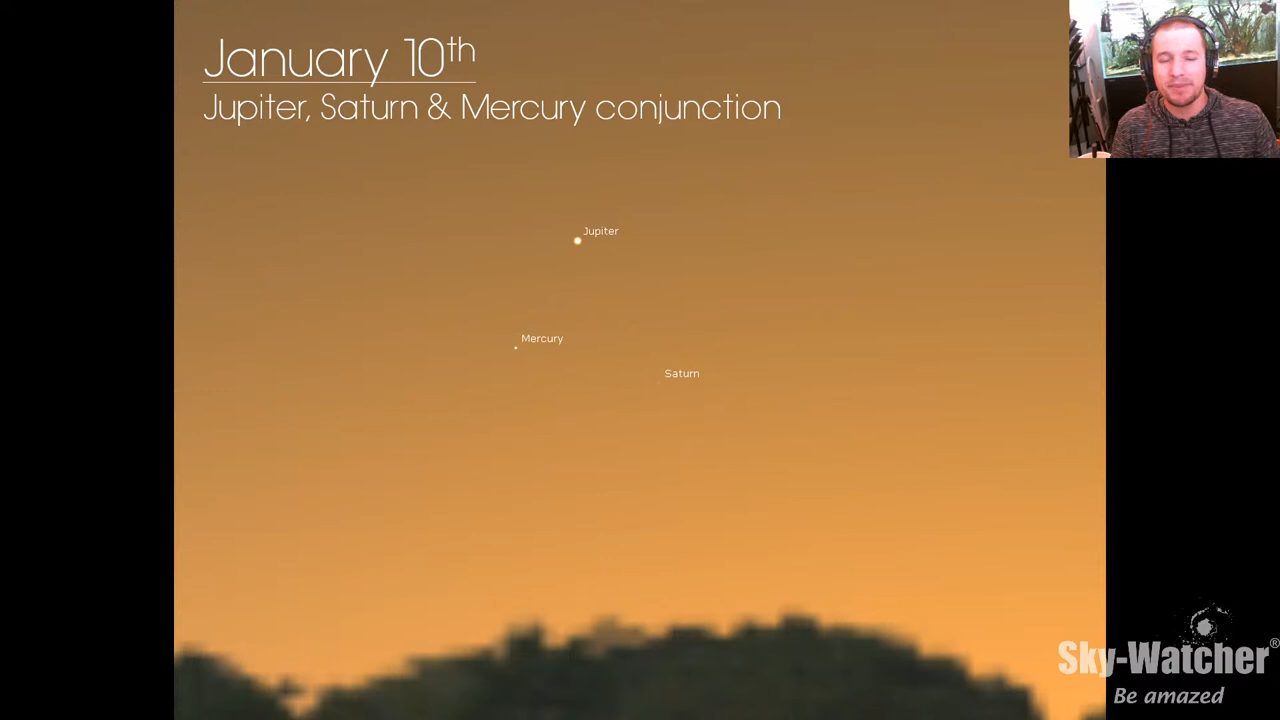 January 10th
Jupiter, Saturn & Mercury conjunction
Jupiter
Mercury
Saturn
Sky-Watcher®
Be amazed